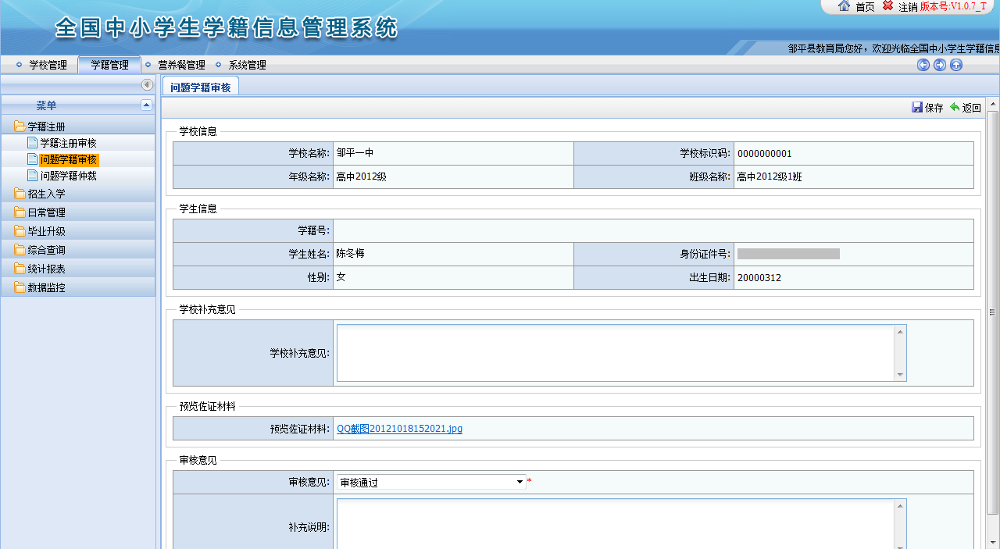 首页 注销 版本号:V1.0.7_T
全国中小学生学籍信息管理系统
邹平县教育局您好，欢迎光临全国中小学生学籍信息
学校管理 学籍管理 营养餐管理 系统管理
问题学籍审核
菜单
保存 返回
学籍注册
学籍注册审核
问题学籍审核
问题学籍仲裁
招生入学
日常管理
毕业升级
综合查询
统计报表
数据监控
学校信息
学校名称: 邹平一中 学校标识码: 0000000001
年级名称: 高中2012级 班级名称: 高中2012级1班
学生信息
学籍号:
学生姓名: 陈冬梅 身份证件号:
性别: 女 出生日期: 20000312
学校补充意见
学校补充意见:
预览佐证材料
预览佐证材料: QQ截图20121018152021.jpg
审核意见
审核意见: 审核通过 *
补充说明: